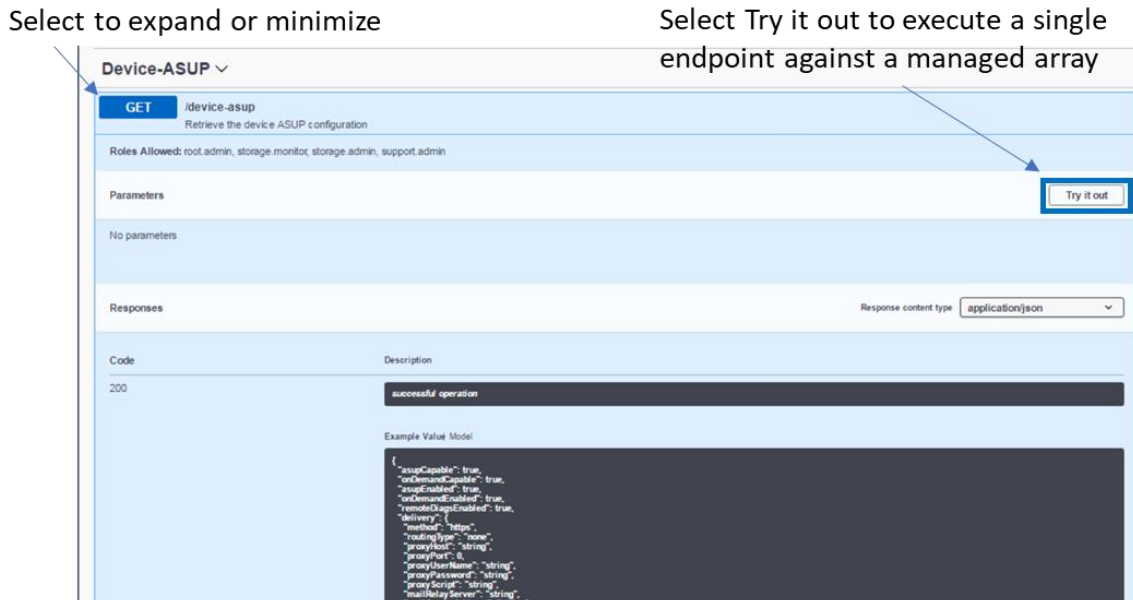 Select to expand or minimize
Select Try it out to execute a single
endpoint against a managed array
Device-ASUP
GET /device-asup
Retrieve the device ASUP configuration
Roles Allowed: root.admin, storage.monitor, storage.admin, support.admin
Parameters
Try it out
No parameters
Responses
Response content type application/json
Code Description
200
successful operation
Example Value Model
{
"asupCapable": true,
"onDemandCapable": true,
"asupEnabled": true,
"onDemandEnabled": true,
"remoteDiagsEnabled": true,
"delivery": {
"method": "https",
"routingType": "none",
"proxyHost": "string",
"proxyPort": 0,
"proxyUserName": "string",
"proxyPassword": "string",
"proxyScript": "string",
"mailRelayServer": "string",